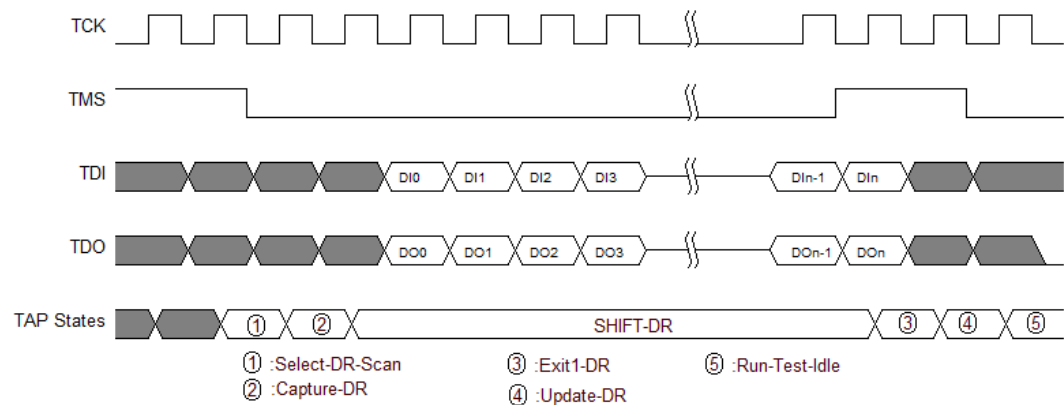 TCK
TMS
TDI DI0 DI1 DI2 DI3 DIn-1 DIn
TDO DO0 DO1 DO2 DO3 DOn-1 DOn
TAP States ① ② SHIFT-DR ③ ④ ⑤
① :Select-DR-Scan ③ :Exit1-DR ⑤ :Run-Test-Idle
② :Capture-DR ④ :Update-DR